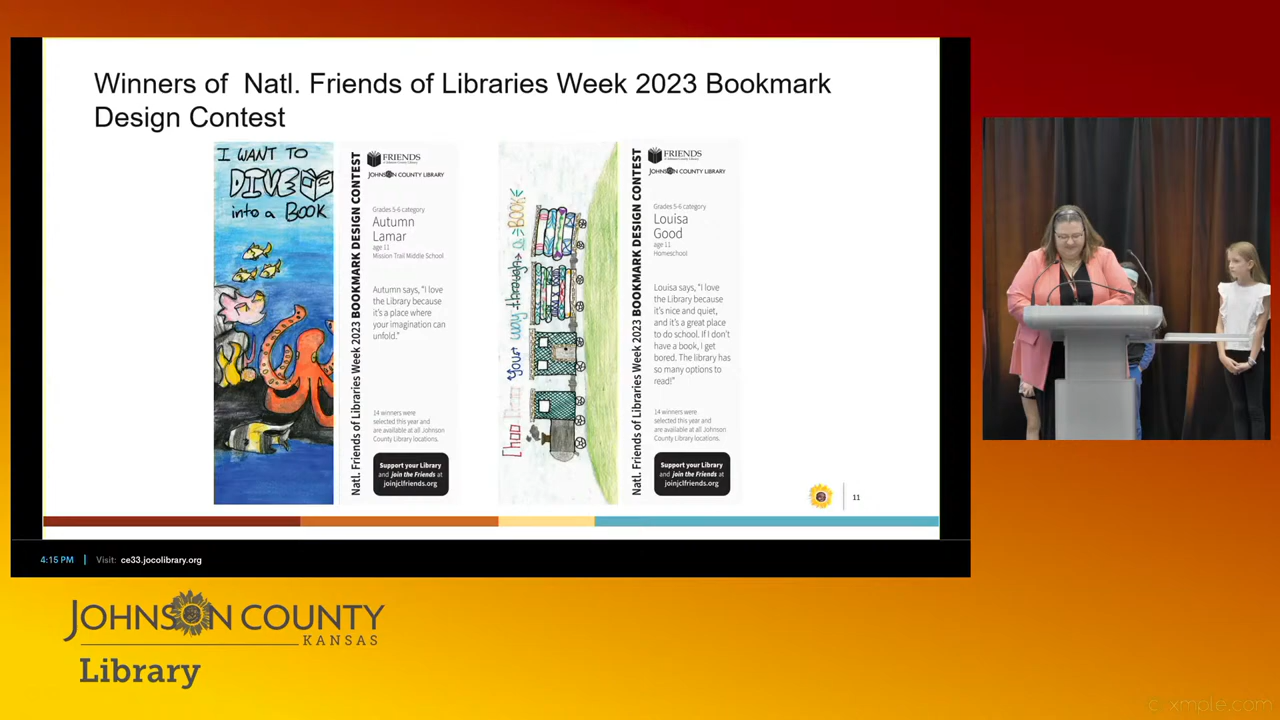 Winners of Natl. Friends of Libraries Week 2023 Bookmark
Design Contest
I WANT TO
DIVE
into a BOOK
Natl. Friends of Libraries Week 2023 BOOKMARK DESIGN CONTEST
FRIENDS
JOHNSON COUNTY LIBRARY
Grades 5-6 category
Autumn
Lamar
age 11
Mission Trail Middle School
Autumn says, "I love
the Library because
it's a place where
your imagination can
unfold."
14 winners were
selected this year and
are available at all Johnson
County Library locations.
Support your Library
and join the Friends at
joinjclfriends.org
Choo Choo your way through a BOOK
Natl. Friends of Libraries Week 2023 BOOKMARK DESIGN CONTEST
FRIENDS
JOHNSON COUNTY LIBRARY
Grades 5-6 category
Louisa
Good
age 11
Homeschool
Louisa says, "I love
the Library because
it's nice and quiet,
and it's a great place
to do school. If I don't
have a book, I get
bored. The library has
so many options to
read!"
14 winners were
selected this year and
are available at all Johnson
County Library locations.
Support your Library
and join the Friends at
joinjclfriends.org
11
4:15 PM | Visit: ce33.jocolibrary.org
JOHNSON COUNTY
KANSAS
Library